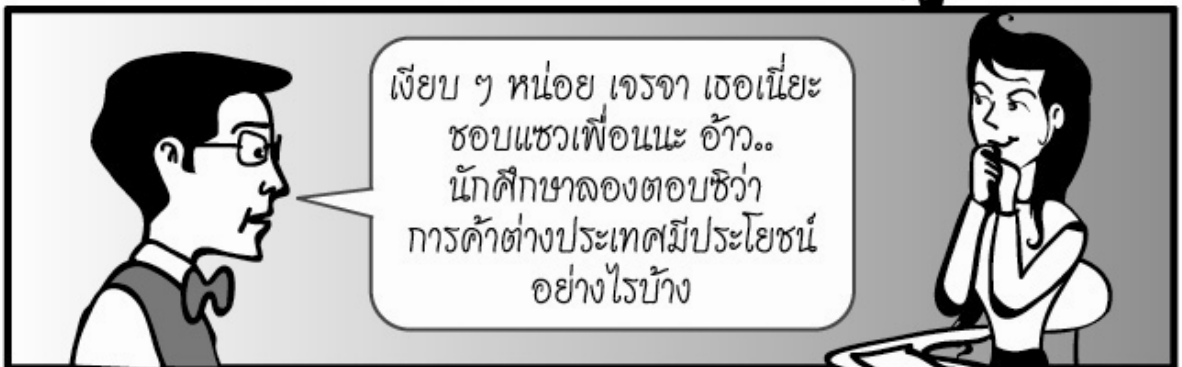 เงียบ ๆ หน่อย เจรจา เธอเนี่ยะ
ชอบแซวเพื่อนนะ อ้าว..
นักศึกษาลองตอบซิว่า
การค้าต่างประเทศมีประโยชน์
อย่างไรบ้าง